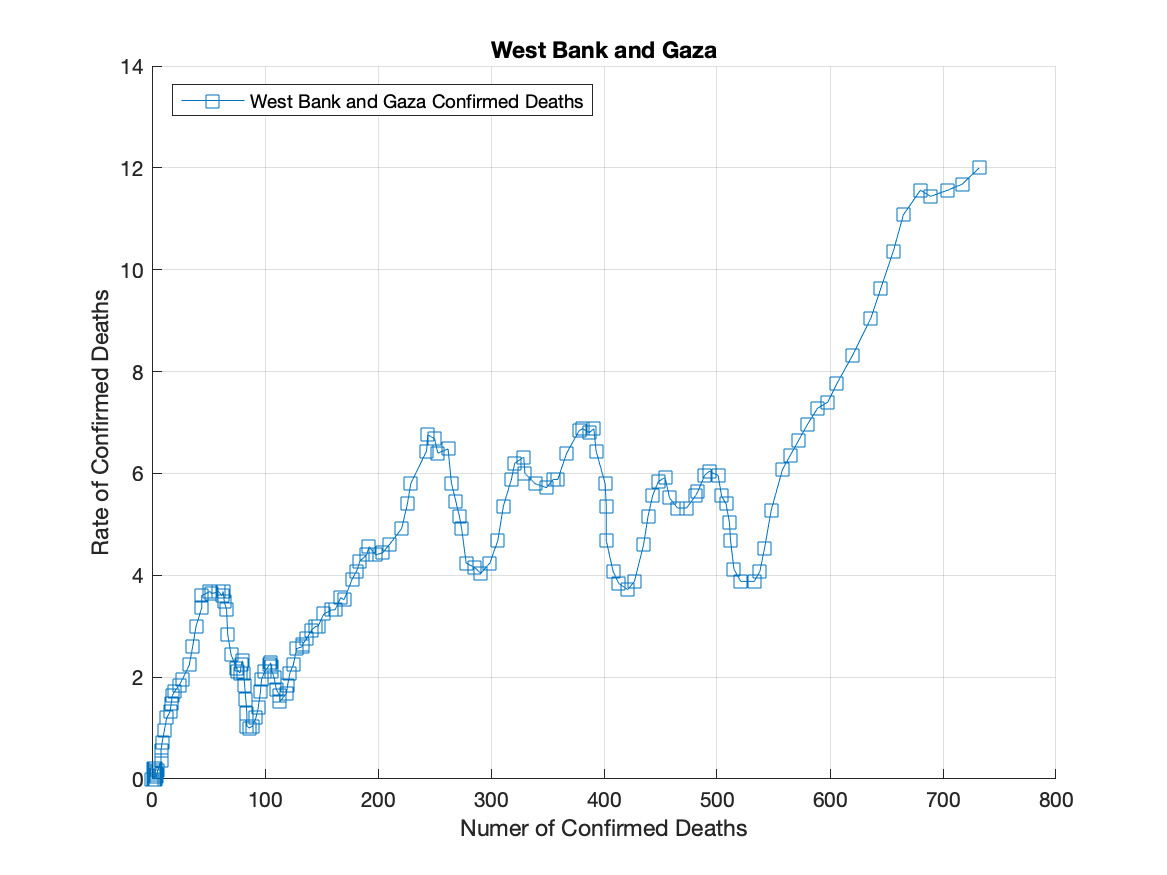 West Bank and Gaza
14
West Bank and Gaza Confirmed Deaths
12
10
8
6
4
2
0
Rate of Confirmed Deaths
0 100 200 300 400 500 600 700 800
Numer of Confirmed Deaths